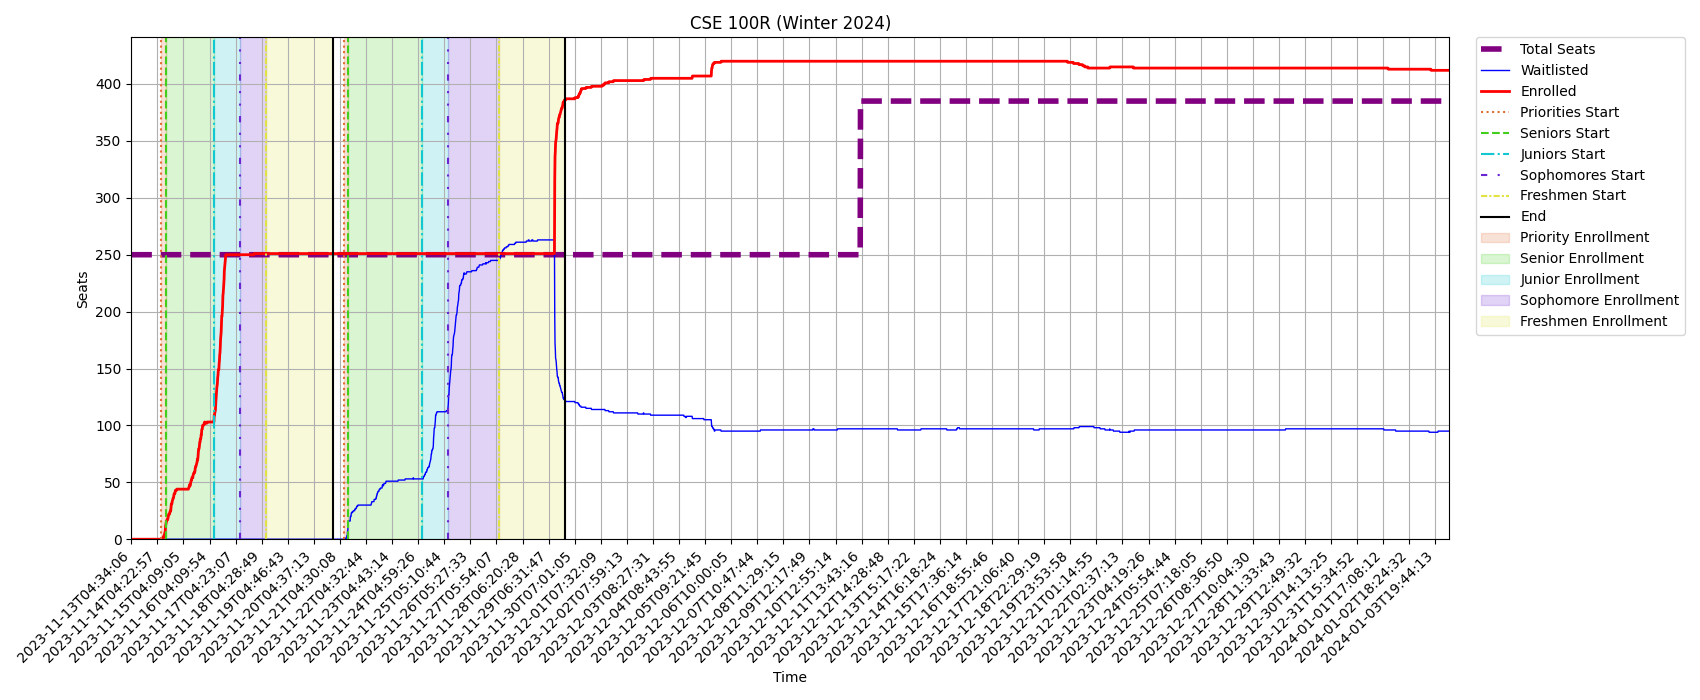 CSE 100R (Winter 2024)
Seats
400
350
300
250
200
150
100
50
0
2023-11-13T04:34:06
2023-11-14T04:22:57
2023-11-15T04:09:05
2023-11-16T04:09:54
2023-11-17T04:23:07
2023-11-18T04:28:49
2023-11-19T04:46:43
2023-11-20T04:37:13
2023-11-21T04:30:08
2023-11-22T04:32:44
2023-11-23T04:43:14
2023-11-24T04:59:26
2023-11-25T05:10:44
2023-11-26T05:27:33
2023-11-27T05:54:07
2023-11-28T06:20:28
2023-11-29T06:31:47
2023-11-30T07:01:05
2023-12-01T07:32:09
2023-12-02T07:59:13
2023-12-03T08:27:31
2023-12-04T08:43:55
2023-12-05T09:21:45
2023-12-06T10:00:05
2023-12-07T10:47:44
2023-12-08T11:29:15
2023-12-09T12:17:49
2023-12-10T12:55:14
2023-12-11T13:43:16
2023-12-12T14:28:48
2023-12-13T15:17:22
2023-12-14T16:18:24
2023-12-15T17:36:14
2023-12-16T18:55:46
2023-12-17T21:06:40
2023-12-18T22:29:19
2023-12-19T23:53:58
2023-12-21T01:14:55
2023-12-22T02:37:13
2023-12-23T04:19:26
2023-12-24T05:54:44
2023-12-25T07:18:05
2023-12-26T08:36:50
2023-12-27T10:04:30
2023-12-28T11:33:43
2023-12-29T12:49:32
2023-12-30T14:13:25
2023-12-31T15:34:52
2024-01-01T17:08:12
2024-01-02T18:24:32
2024-01-03T19:44:13
Time
Total Seats
Waitlisted
Enrolled
Priorities Start
Seniors Start
Juniors Start
Sophomores Start
Freshmen Start
End
Priority Enrollment
Senior Enrollment
Junior Enrollment
Sophomore Enrollment
Freshmen Enrollment